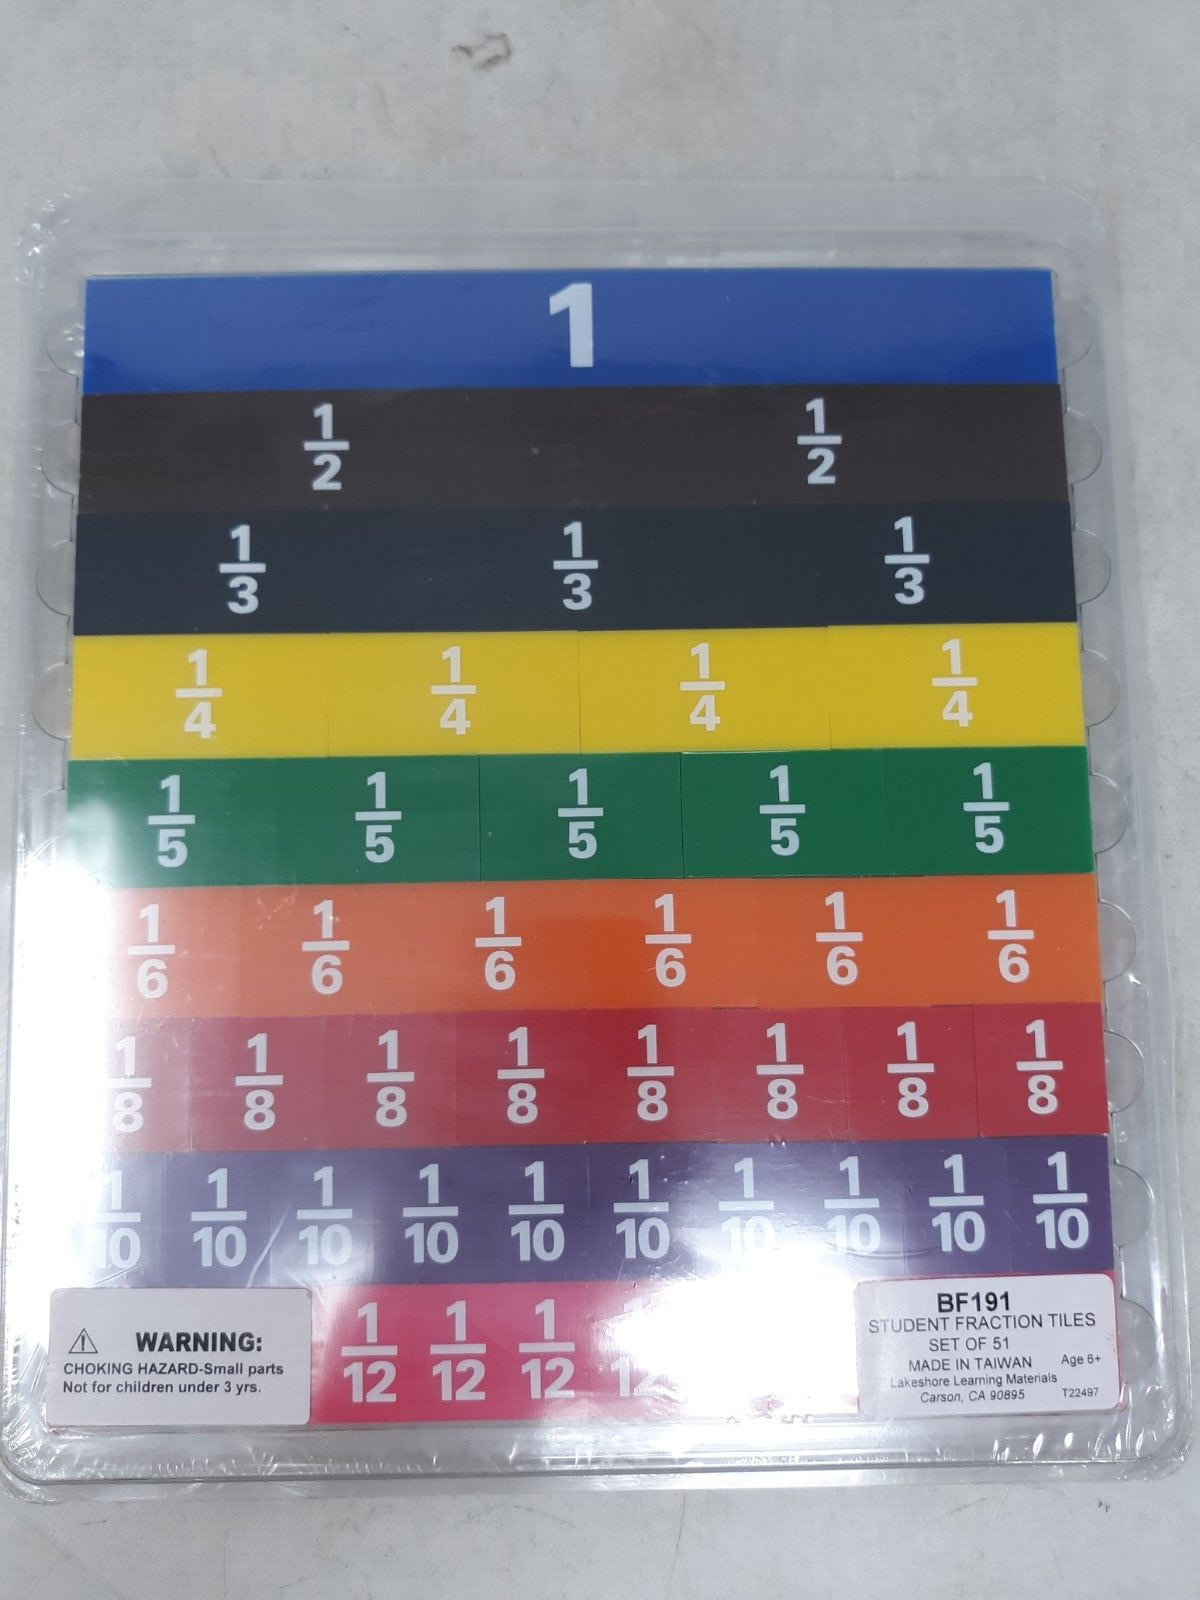 1
1/2 1/2
1/3 1/3 1/3
1/4 1/4 1/4 1/4
1/5 1/5 1/5 1/5 1/5
1/6 1/6 1/6 1/6 1/6 1/6
1/8 1/8 1/8 1/8 1/8 1/8 1/8 1/8
1/10 1/10 1/10 1/10 1/10 1/10 1/10 1/10 1/10 1/10
1/12 1/12 1/12 1/12
⚠ WARNING:
CHOKING HAZARD-Small parts
Not for children under 3 yrs.
BF191
STUDENT FRACTION TILES
SET OF 51
MADE IN TAIWAN Age 6+
Lakeshore Learning Materials
Carson, CA 90895 T22497